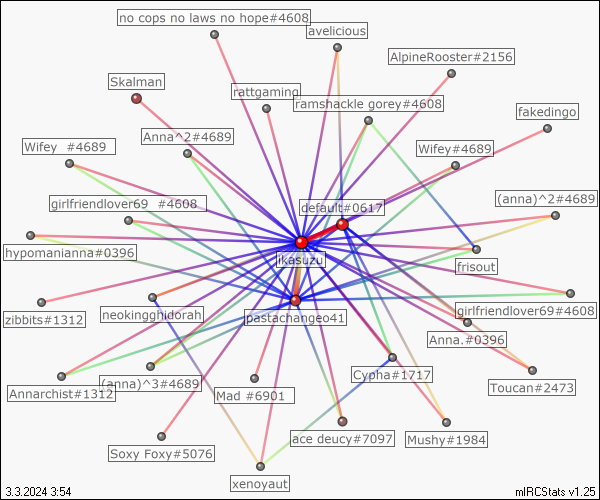 no cops no laws no hope#4608
avelicious
AlpineRooster#2156
Skalman
rattgaming
ramshackle gorey#4608
fakedingo
Wifey #4689
Anna^2#4689
Wifey#4689
girlfriendlover69 #4608
default#0617
(anna)^2#4689
hypomanianna#0396
ikasuzu
frisout
zibbits#1312
neokingghidorah
pastachangeo41
girlfriendlover69#4608
Anna.#0396
Annarchist#1312
(anna)^3#4689
Mad #6901
Cypha#1717
Toucan#2473
Soxy Foxy#5076
ace deucy#7097
Mushy#1984
xenoyaut
3.3.2024 3:54
mIRCStats v1.25